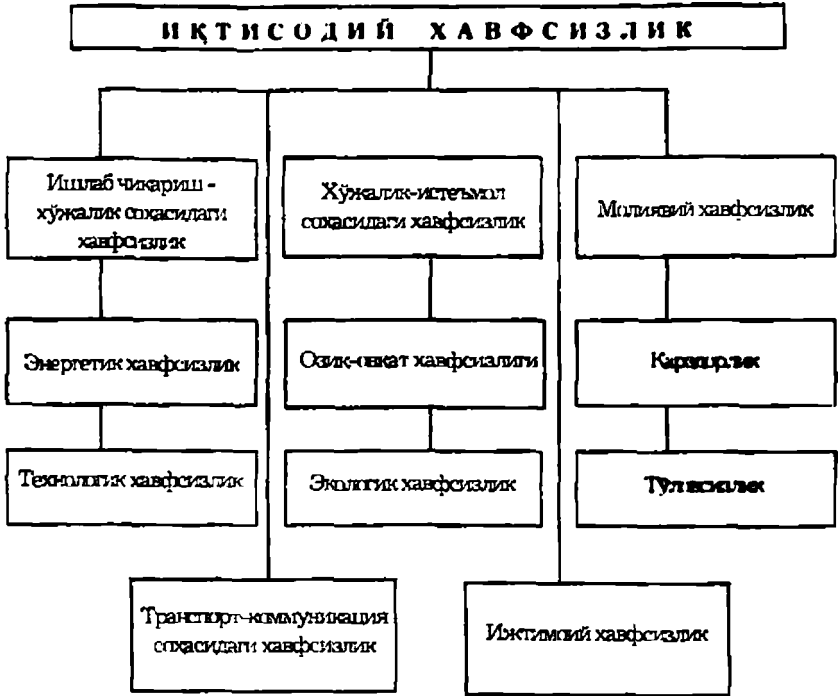 ИҚТИСОДИЙ ХАВФСИЗЛИК
Ишлаб чиқариш -
хўжалик соҳасидаги
хавфсизлик
Хўжалик-истеъмол
соҳасидаги хавфсизлик
Молиявий хавфсизлик
Энергетик хавфсизлик
Озиқ-овқат хавфсизлиги
Қарздорлик
Технологик хавфсизлик
Экологик хавфсизлик
Транспорт-коммуникация
соҳасидаги хавфсизлик
Ижтимоий хавфсизлик